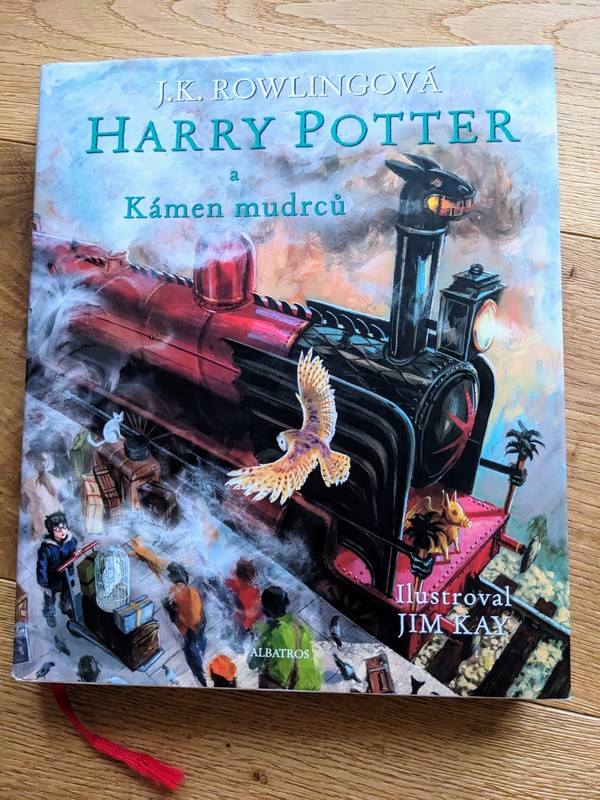 J.K. ROWLINGOVÁ
HARRY POTTER
a
Kámen mudrců
Ilustroval
JIM KAY
ALBATROS